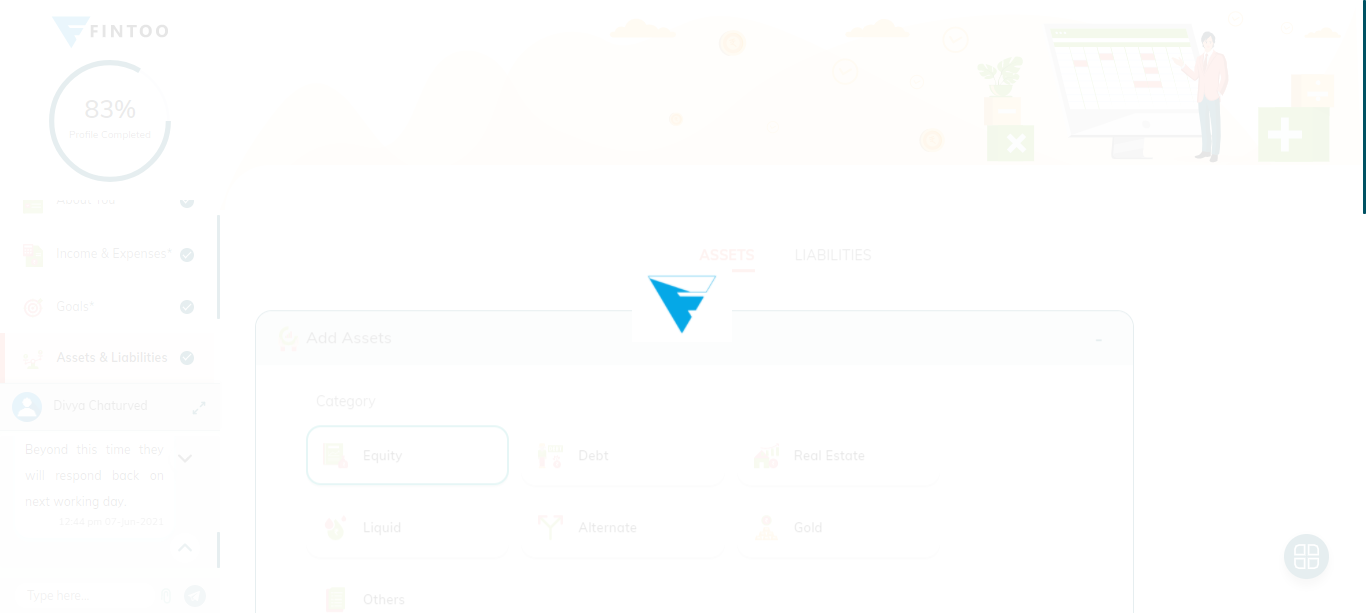 FINTOO
83%
Profile Completed
About You
Income & Expenses*
Goals*
Assets & Liabilities
Divya Chaturved
Beyond this time they
will respond back on
next working day.
12:44 pm 07-jun-2021
Type here...
ASSETS
LIABILITIES
Add Assets
-
Category
Equity
Debt
Real Estate
Liquid
Alternate
Gold
Others